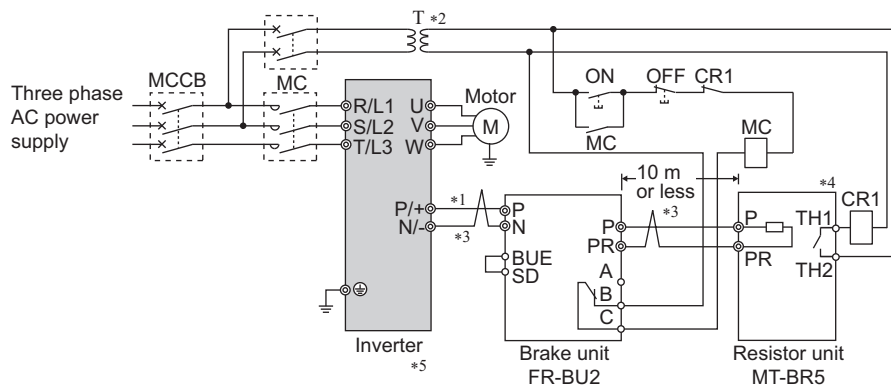 T *2
ON OFF CR1
MCCB
MC
Three phase
AC power
supply
R/L1 U
S/L2 V
T/L3 W
Motor
M
MC
MC
10 m
or less
*4
P/+ *1 P
N/- *3 N
P *3 P
PR PR
TH1
TH2
CR1
BUE
SD
A
B
C
Inverter
*5
Brake unit
FR-BU2
Resistor unit
MT-BR5